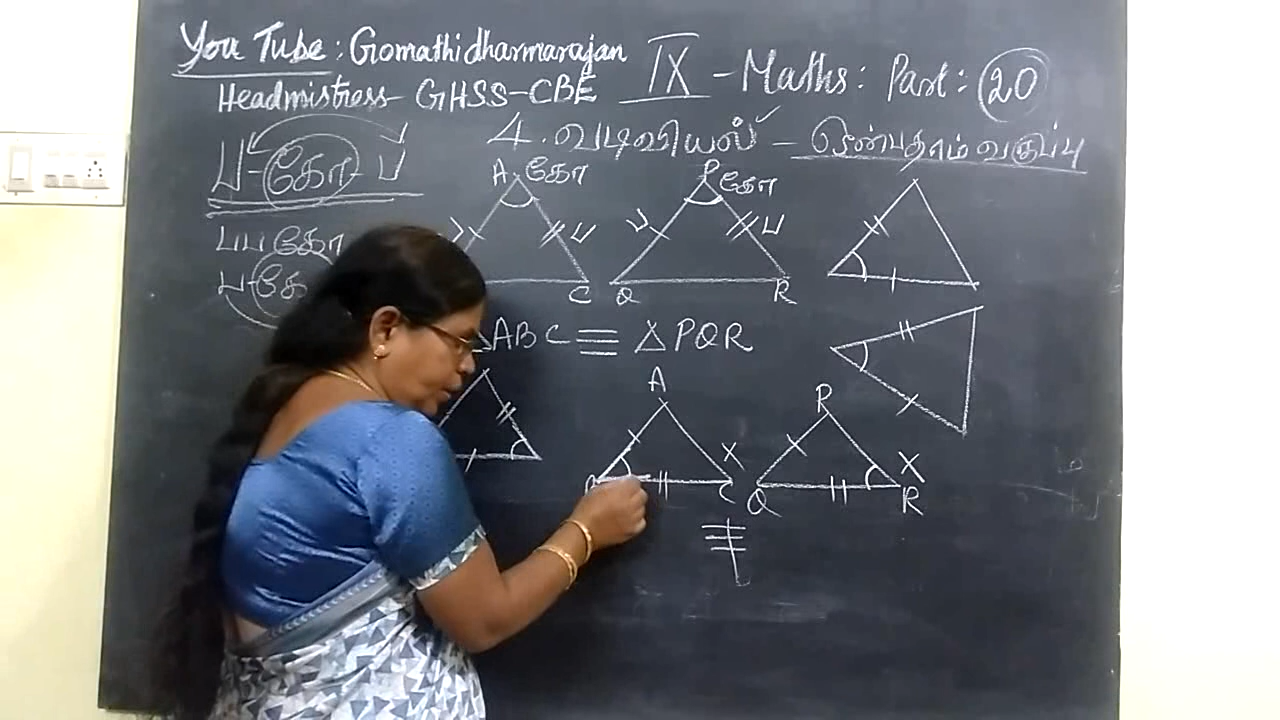 You Tube: Gomathidharmarajan
Headmistress- GHSS-CBE
IX - Maths: Part: 20
4. வடிவியல் - ஒன்பதாம் வகுப்பு
ப-கோ-ப
பபகோ
ப-கே
A கோ
P கோ
ப ப ப ப
C Q R
△ABC ≡ △PQR
A R
X X
C Q R
≢